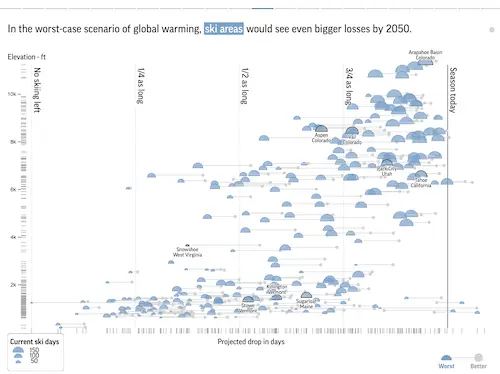 In the worst-case scenario of global warming, ski areas would see even bigger losses by 2050.
Elevation - ft
No skiing left
1/4 as long
1/2 as long
3/4 as long
Season today
10k
8k
6k
4k
2k
Arapahoe Basin
Colorado
Aspen
Colorado
Colorado
Park City
Utah
Tahoe
California
Snowshoe
West Virginia
Killington
Vermont
Stowe
Vermont
Sugarbush
Vermont
Current ski days
150
100
50
Projected drop in days
Worst
Better